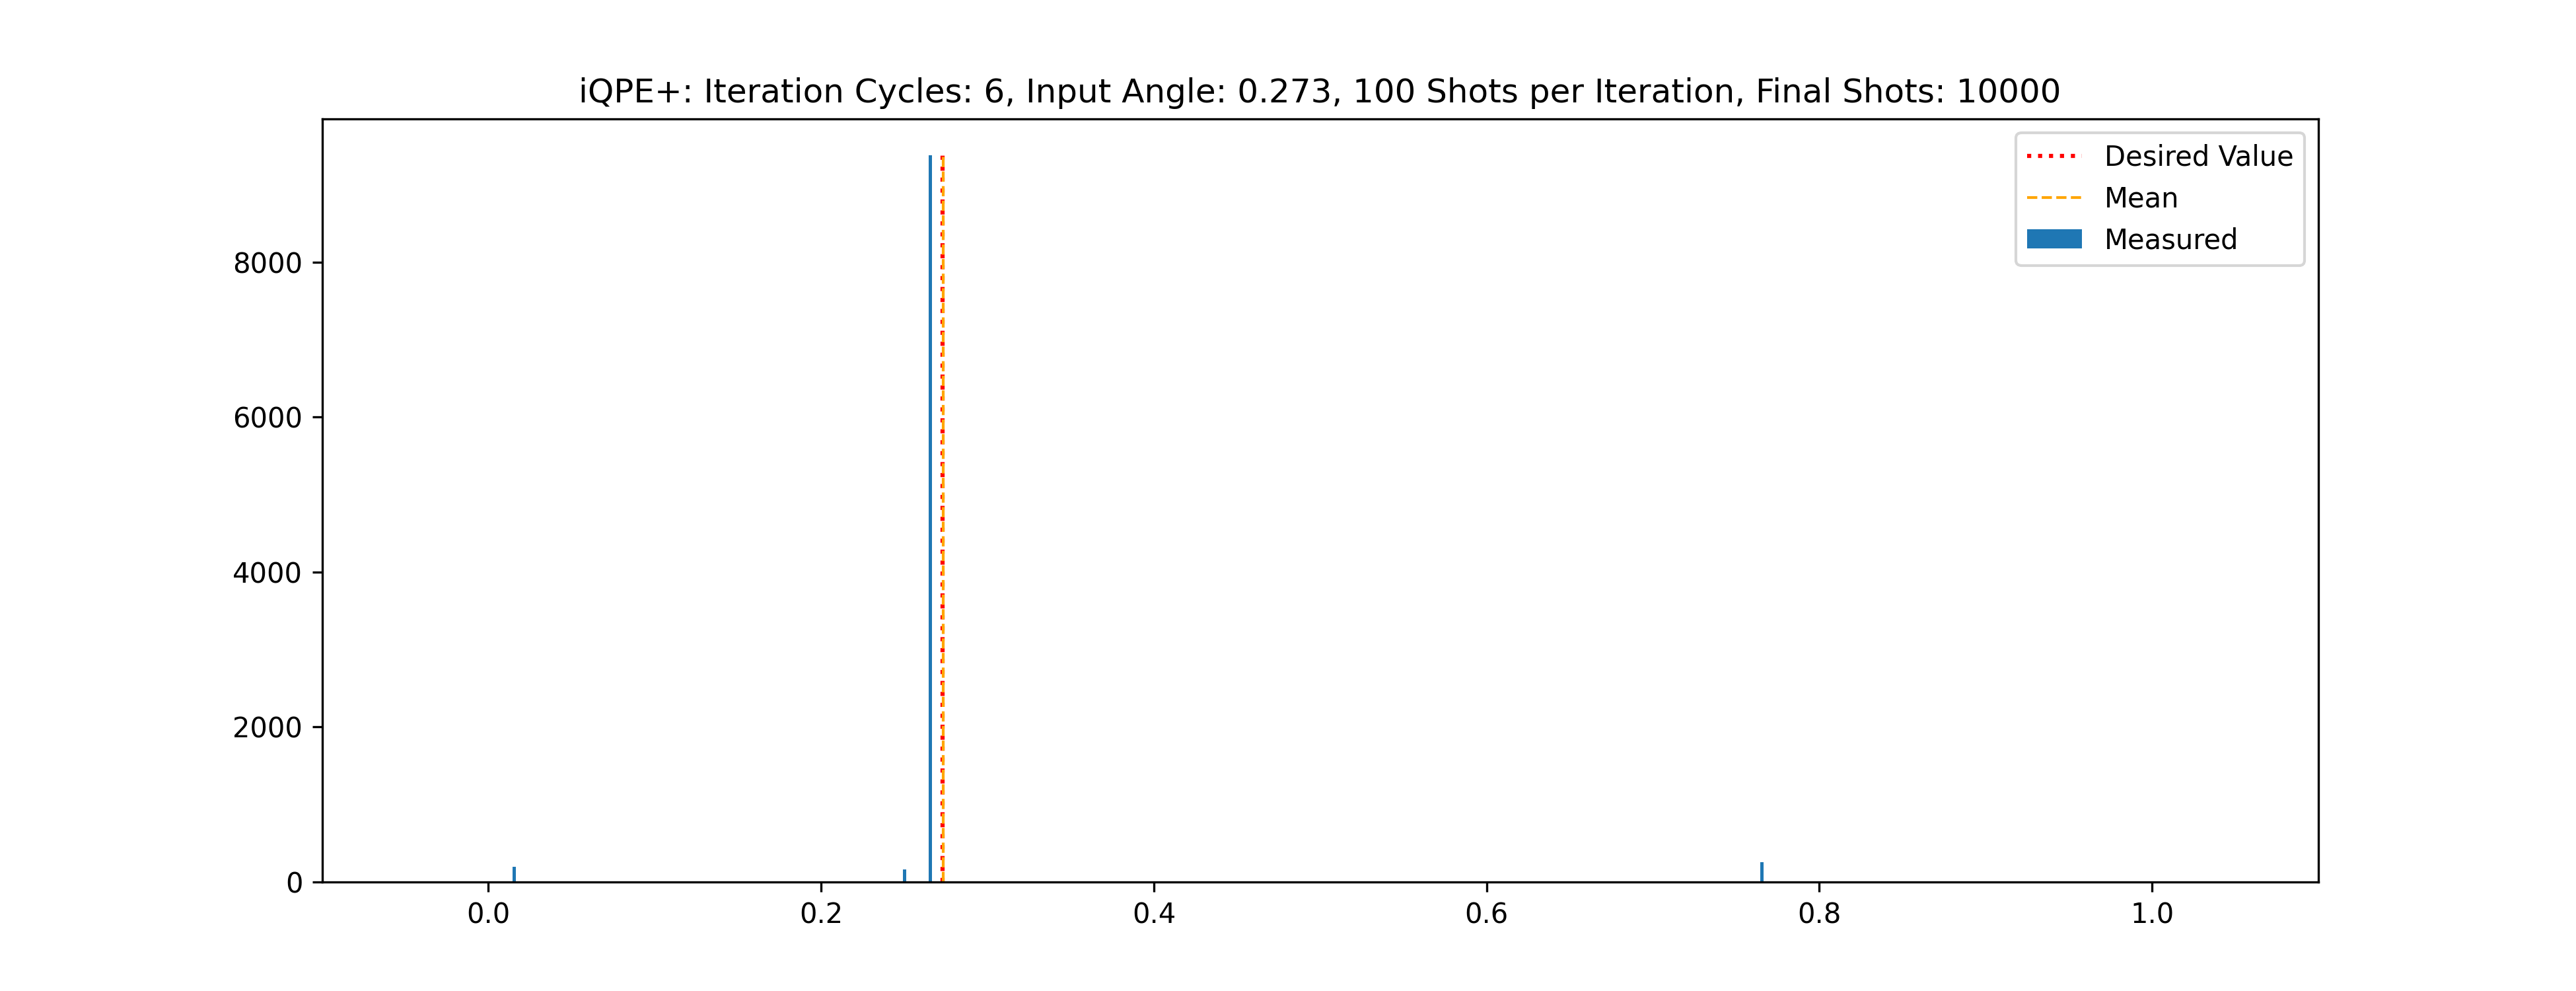 iQPE+: Iteration Cycles: 6, Input Angle: 0.273, 100 Shots per Iteration, Final Shots: 10000
Desired Value
Mean
Measured
8000
6000
4000
2000
0
0.0 0.2 0.4 0.6 0.8 1.0